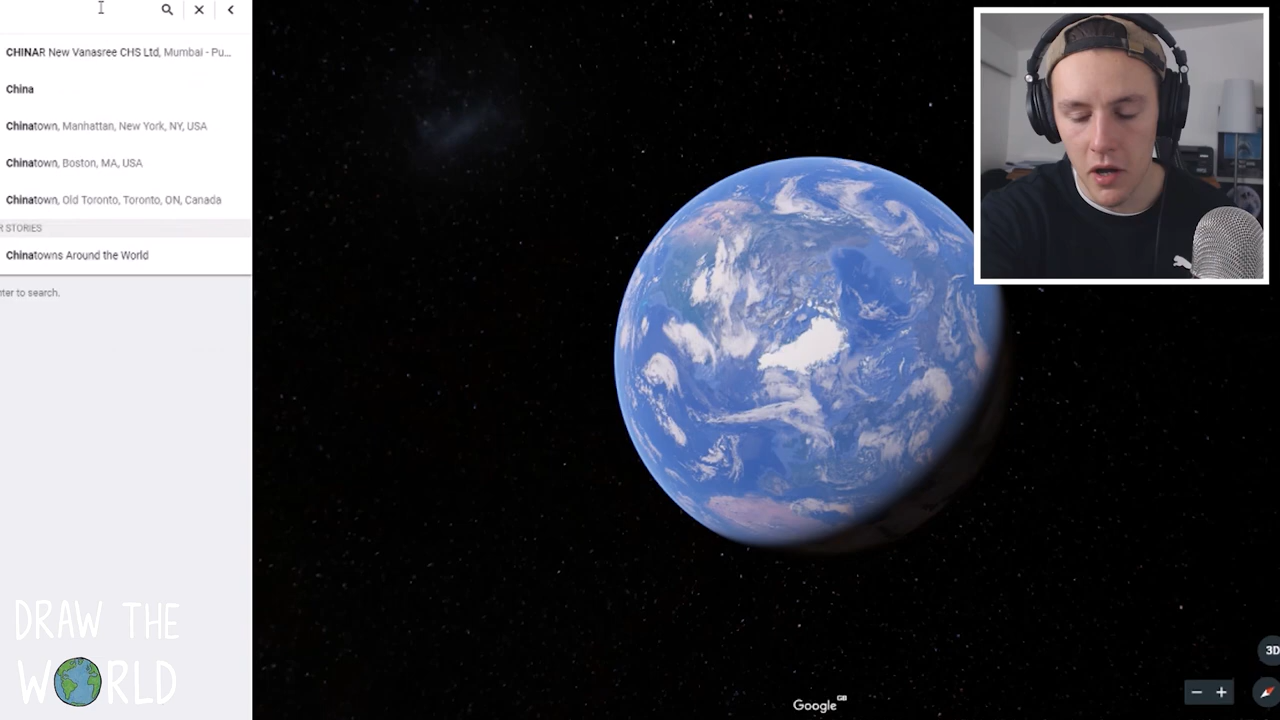 CHINAR New Vanasree CHS Ltd, Mumbai - Pu...
China
Chinatown, Manhattan, New York, NY, USA
Chinatown, Boston, MA, USA
Chinatown, Old Toronto, Toronto, ON, Canada
R STORIES
Chinatowns Around the World
nter to search.
DRAW THE
WORLD
3D
Google